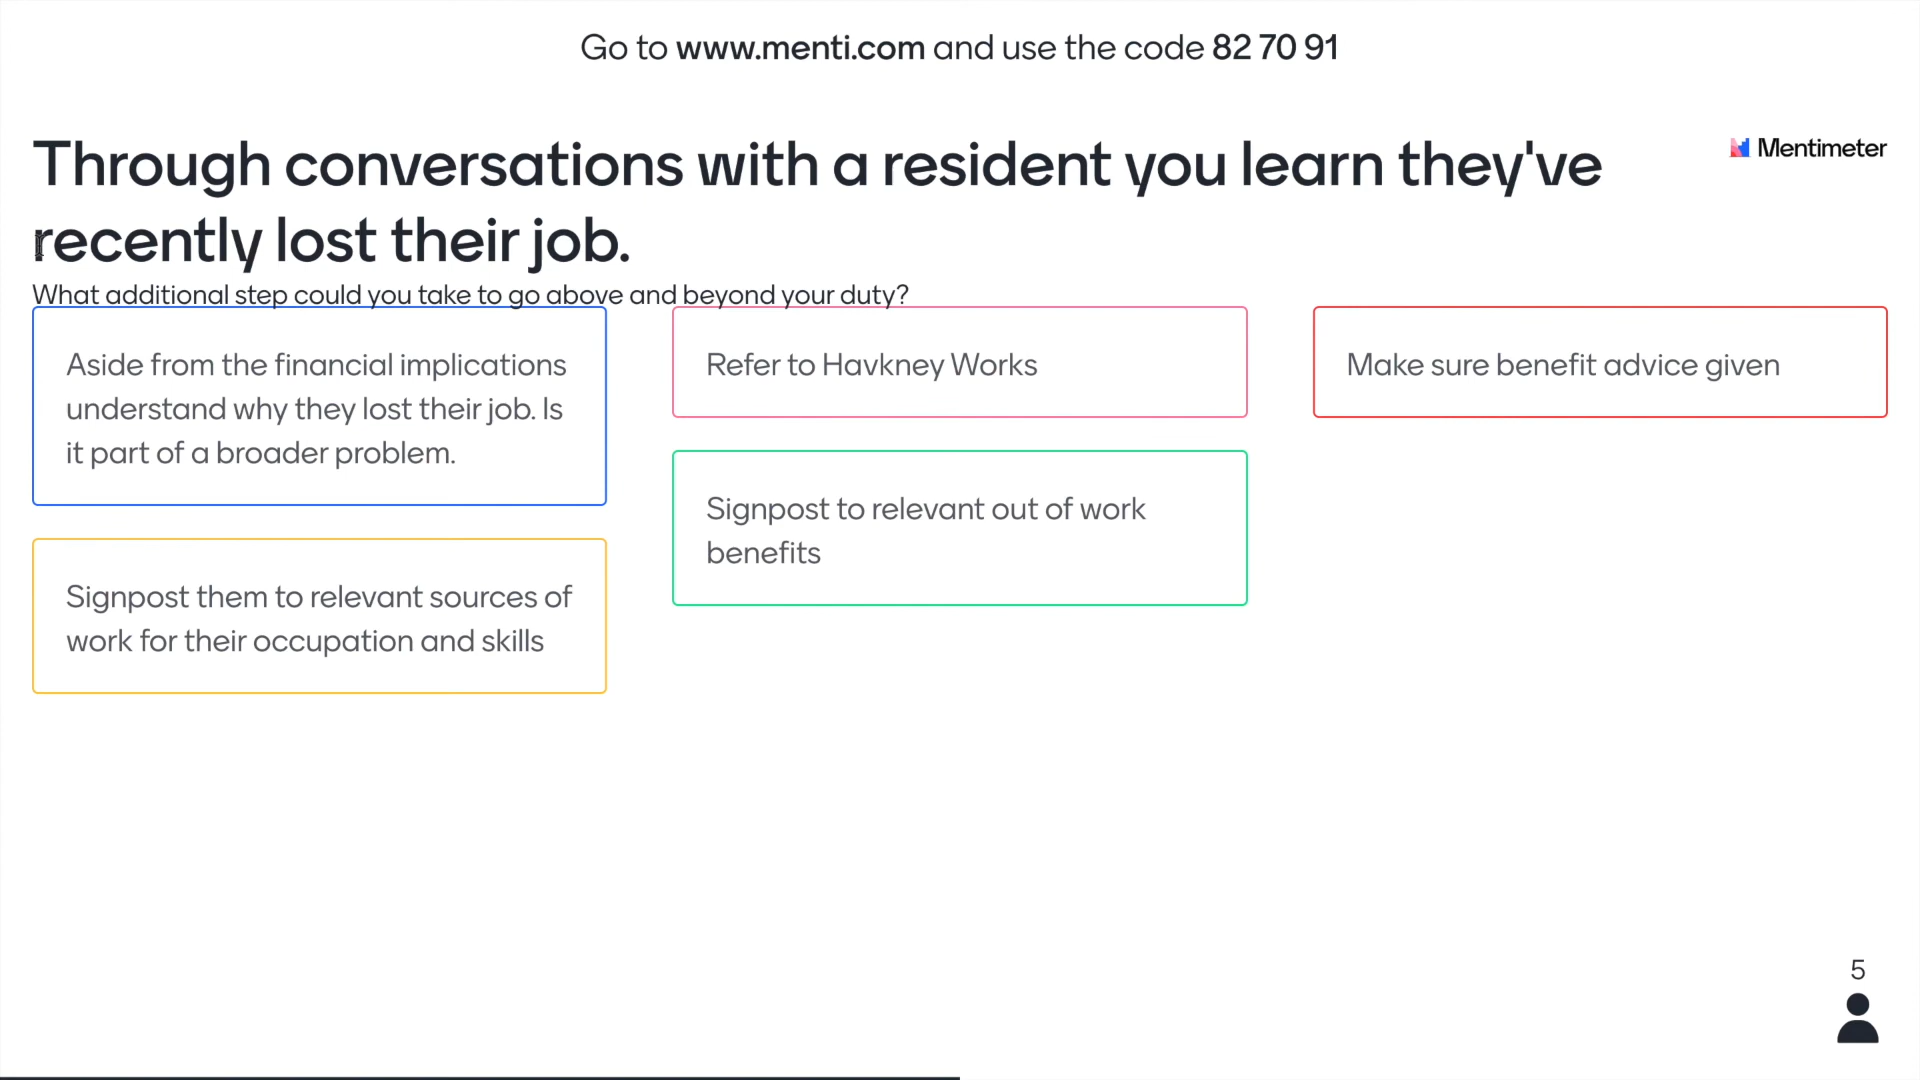 Go to www.menti.com and use the code 82 70 91
Mentimeter
Through conversations with a resident you learn they've
recently lost their job.
What additional step could you take to go above and beyond your duty?
Aside from the financial implications
understand why they lost their job. Is
it part of a broader problem.
Signpost them to relevant sources of
work for their occupation and skills
Refer to Havkney Works
Signpost to relevant out of work
benefits
Make sure benefit advice given
5